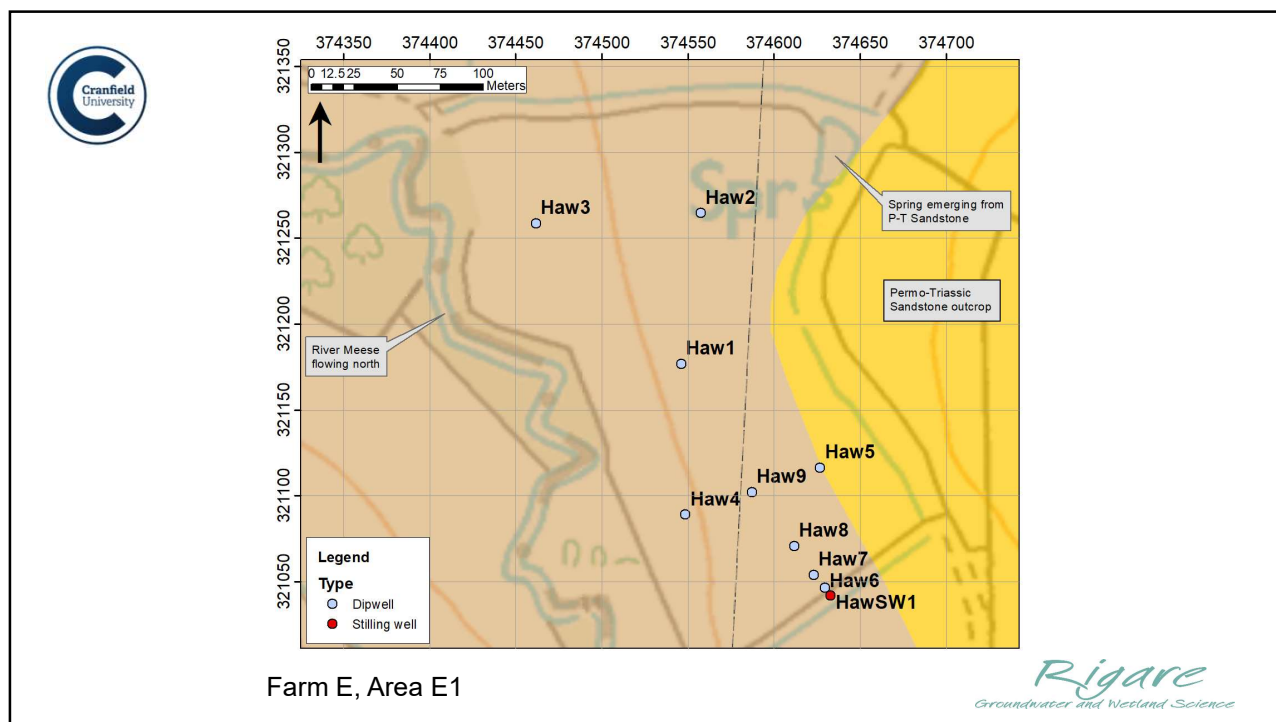 Cranfield
University
374350 374400 374450 374500 374550 374600 374650 374700
321350
321300
321250
321200
321150
321100
321050
0 12.5 25 50 75 100
Meters
Spring emerging from
P-T Sandstone
Spr
Haw3
Haw2
Permo-Triassic
Sandstone outcrop
River Meese
flowing north
Haw1
Haw5
Haw9
Haw4
Haw8
Haw7
Haw6
HawSW1
Legend
Type
Dipwell
Stilling well
Farm E, Area E1
Rigare
Groundwater and Wetland Science